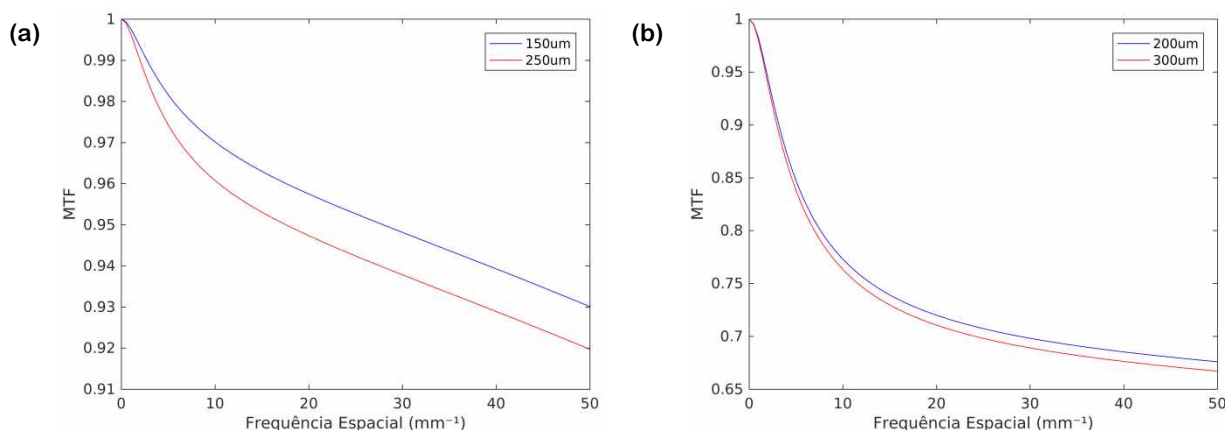 (a)
1
0.99
0.98
0.97
0.96
0.95
0.94
0.93
0.92
0.91
MTF
0 10 20 30 40 50
Frequência Espacial (mm⁻¹)
150um
250um
(b)
1
0.95
0.9
0.85
0.8
0.75
0.7
0.65
MTF
0 10 20 30 40 50
Frequência Espacial (mm⁻¹)
200um
300um